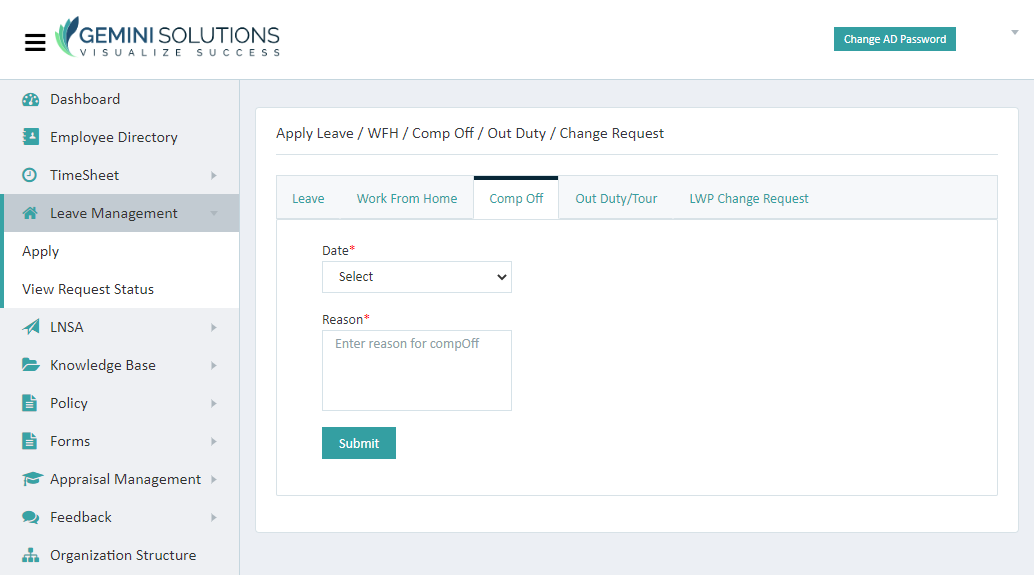 GEMINI SOLUTIONS
VISUALIZE SUCCESS
Change AD Password
Dashboard
Employee Directory
TimeSheet
Leave Management
Apply
View Request Status
LNSA
Knowledge Base
Policy
Forms
Appraisal Management
Feedback
Organization Structure
Apply Leave / WFH / Comp Off / Out Duty / Change Request
Leave Work From Home Comp Off Out Duty/Tour LWP Change Request
Date*
Select
Reason*
Enter reason for compOff
Submit